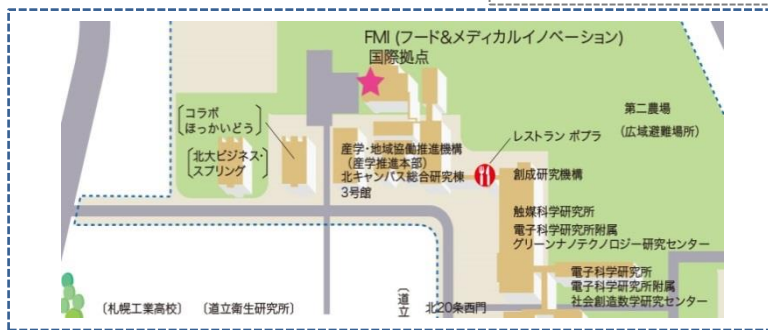 FMI (フード&メディカルイノベーション)
国際拠点
コラボ
ほっかいどう
北大ビジネス・
スプリング
産学・地域協働推進機構
(産学推進本部)
北キャンパス総合研究棟
3号館
レストラン ポプラ
第二農場
(広域避難場所)
創成研究機構
触媒科学研究所
電子科学研究所附属
グリーンナノテクノロジー研究センター
電子科学研究所
電子科学研究所附属
社会創造数学研究センター
〔札幌工業高校〕
〔道立衛生研究所〕
〔道立
北20条西門